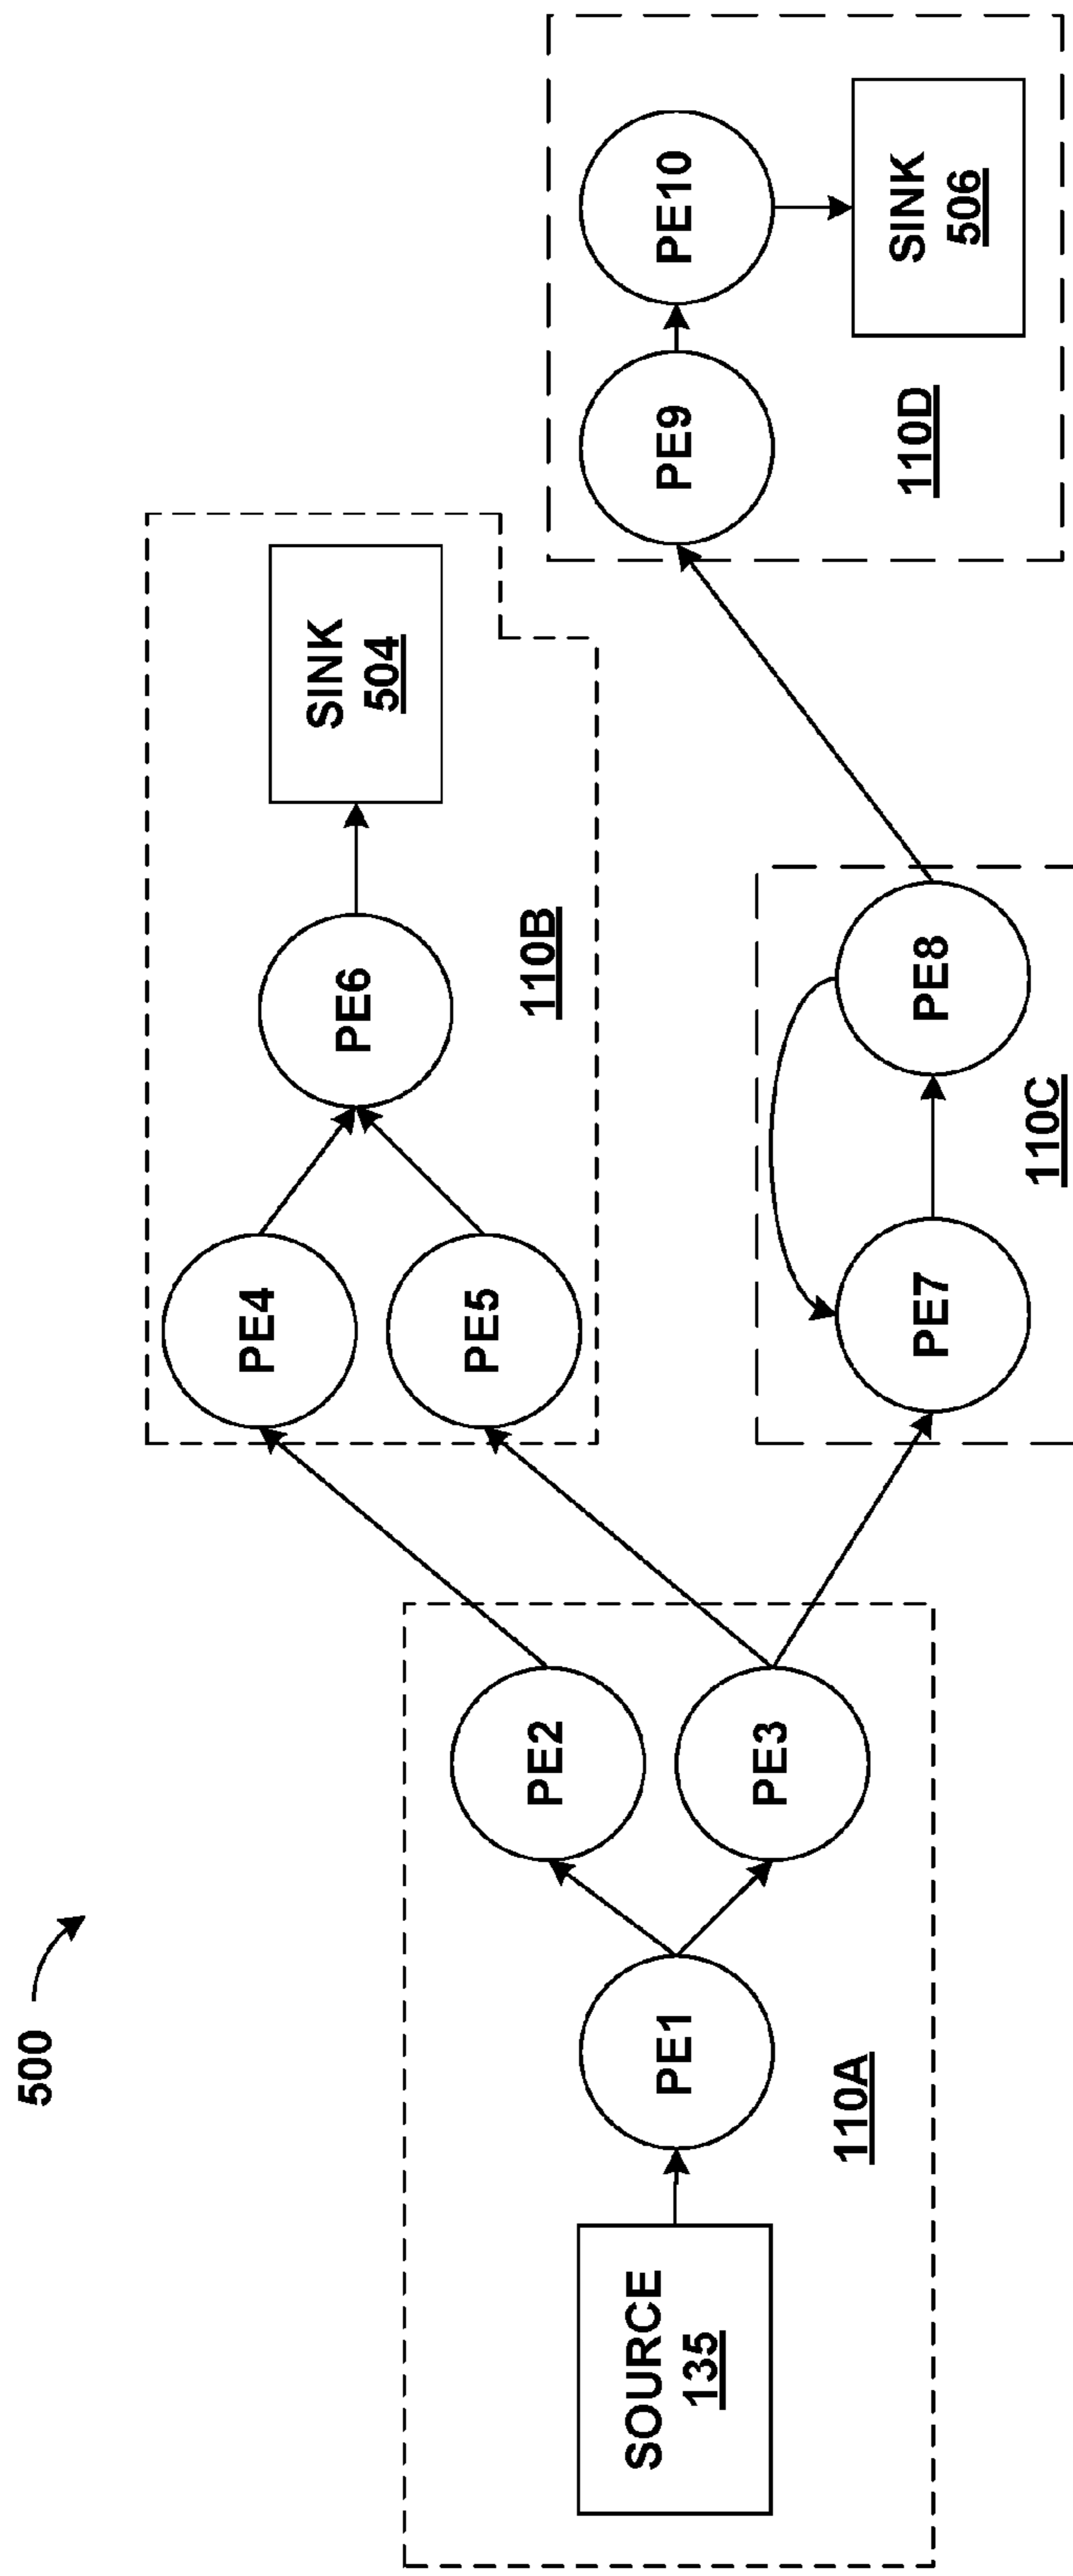 500
SOURCE
135
PE1
110A
PE2
PE3
PE4
PE5
PE6
110B
SINK
504
PE7
PE8
110C
PE9
PE10
110D
SINK
506